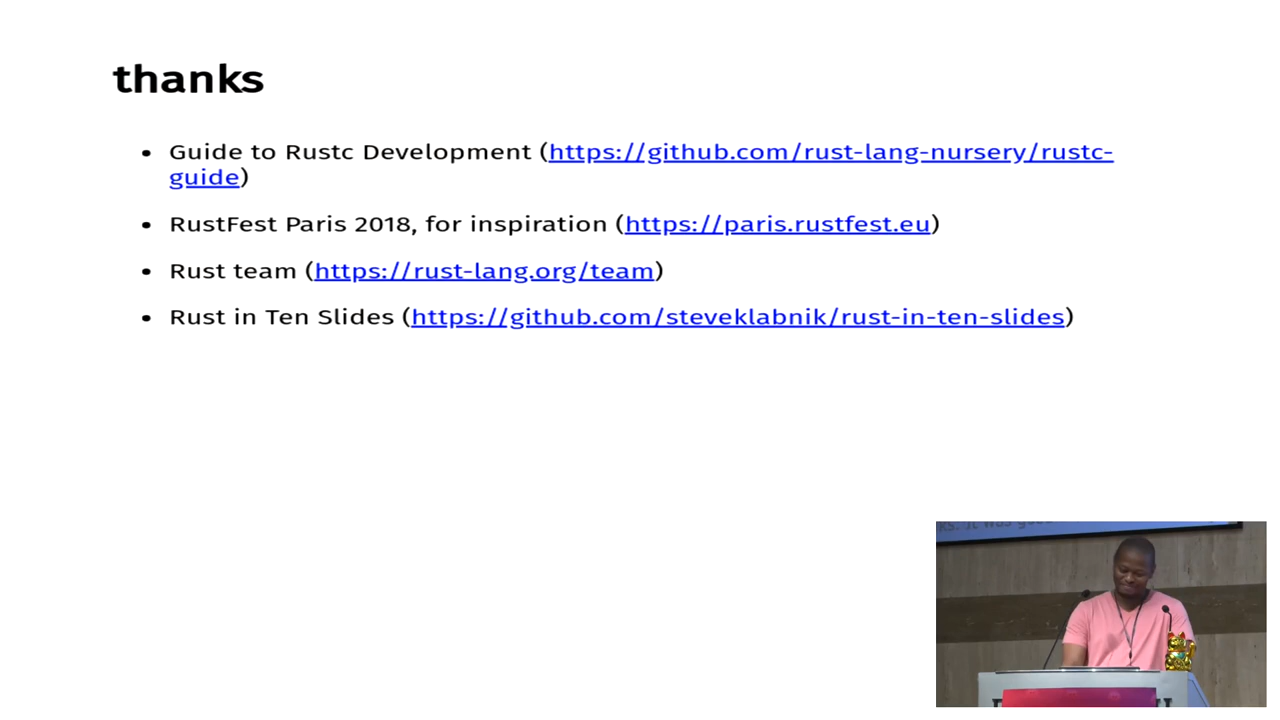 thanks
• Guide to Rustc Development (https://github.com/rust-lang-nursery/rustc-
guide)
• RustFest Paris 2018, for inspiration (https://paris.rustfest.eu)
• Rust team (https://rust-lang.org/team)
• Rust in Ten Slides (https://github.com/steveklabnik/rust-in-ten-slides)